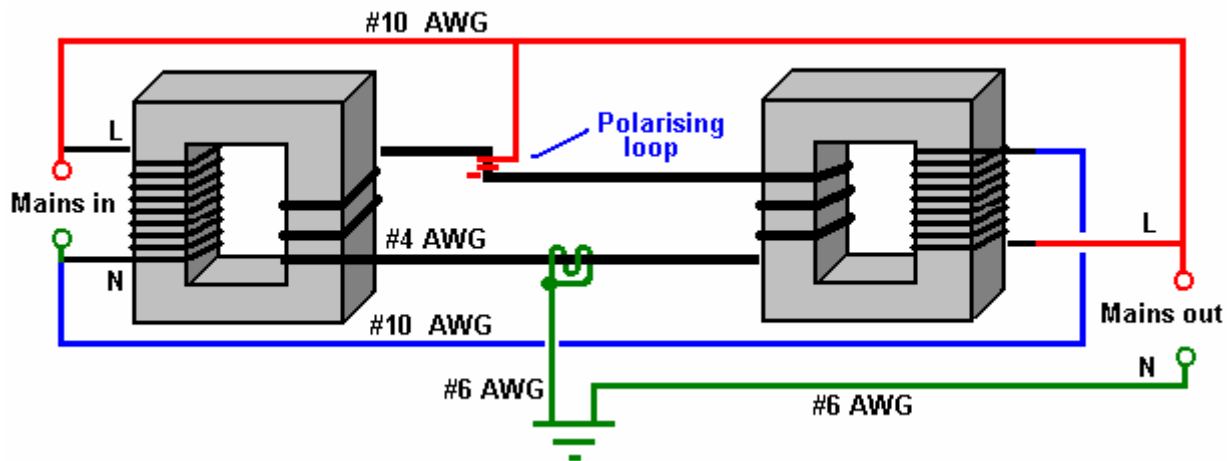 #10 AWG
L
Polarising
loop
Mains in
#4 AWG
L
N
Mains out
#10 AWG
N
#6 AWG
#6 AWG